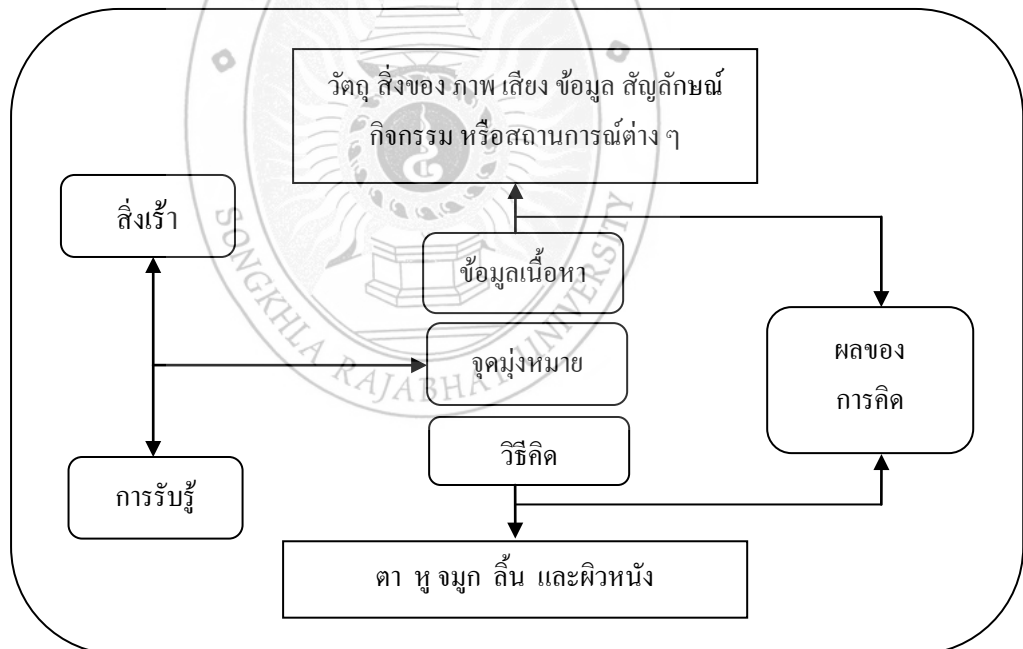 วัตถุ สิ่งของ ภาพ เสียง ข้อมูล สัญลักษณ์
กิจกรรม หรือสถานการณ์ต่าง ๆ
สิ่งเร้า
ข้อมูลเนื้อหา
จุดมุ่งหมาย
ผลของ
การคิด
วิธีคิด
การรับรู้
ตา หู จมูก ลิ้น และผิวหนัง
SONGKHLA RAJABHAT UNIVERSITY